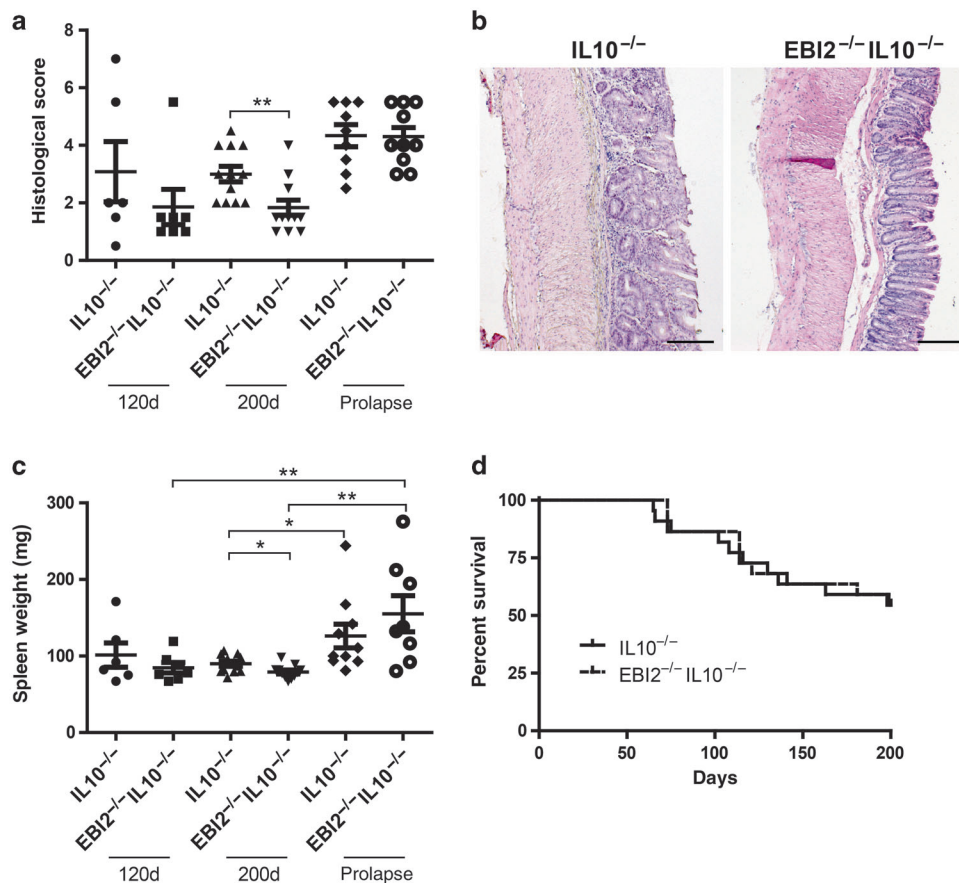 a
8
6
4
2
0
Histological score
**
IL10−/−
EBI2−/−IL10−/−
IL10−/−
EBI2−/−IL10−/−
IL10−/−
EBI2−/−IL10−/−
120d
200d
Prolapse
b
IL10−/−
EBI2−/−IL10−/−
c
300
200
100
0
Spleen weight (mg)
**
**
*
*
IL10−/−
EBI2−/−IL10−/−
IL10−/−
EBI2−/−IL10−/−
IL10−/−
EBI2−/−IL10−/−
120d
200d
Prolapse
d
100
75
50
25
0
Percent survival
IL10−/−
EBI2−/−IL10−/−
0 50 100 150 200
Days